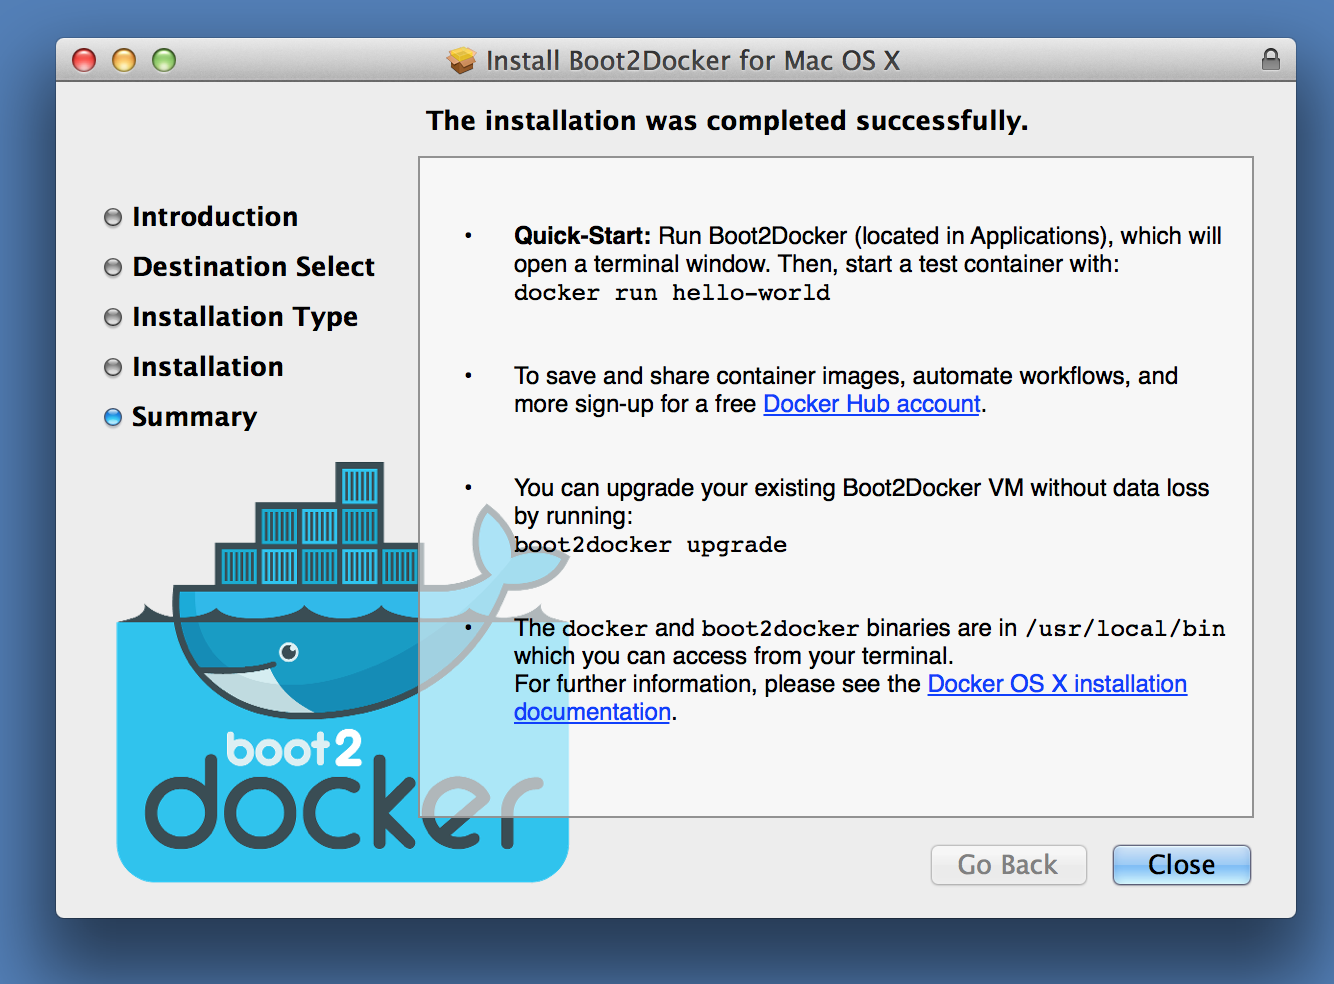 Install Boot2Docker for Mac OS X
The installation was completed successfully.
Introduction
Destination Select
Installation Type
Installation
Summary
• Quick-Start: Run Boot2Docker (located in Applications), which will
open a terminal window. Then, start a test container with:
docker run hello-world
• To save and share container images, automate workflows, and
more sign-up for a free Docker Hub account.
• You can upgrade your existing Boot2Docker VM without data loss
by running:
boot2docker upgrade
• The docker and boot2docker binaries are in /usr/local/bin
which you can access from your terminal.
For further information, please see the Docker OS X installation
documentation.
boot2
docker
Go Back
Close